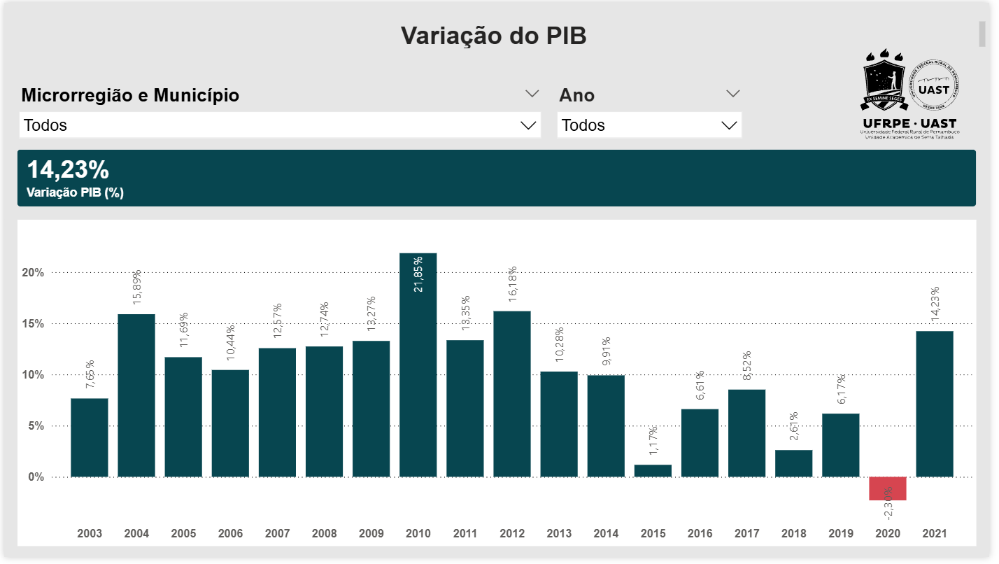 Variação do PIB
Microrregião e Município
Ano
Todos
Todos
EX SEMINE SEGES
UNIVERSIDADE FEDERAL RURAL DE PERNAMBUCO
UAST
DESDE 2006
UFRPE · UAST
Universidade Federal Rural de Pernambuco
Unidade Acadêmica de Serra Talhada
14,23%
Variação PIB (%)
20%
15%
10%
5%
0%
7,65%
15,89%
11,69%
10,44%
12,57%
12,74%
13,27%
21,85%
13,35%
16,18%
10,28%
9,91%
1,17%
6,61%
8,52%
2,61%
6,17%
-2,30%
14,23%
2003 2004 2005 2006 2007 2008 2009 2010 2011 2012 2013 2014 2015 2016 2017 2018 2019 2020 2021